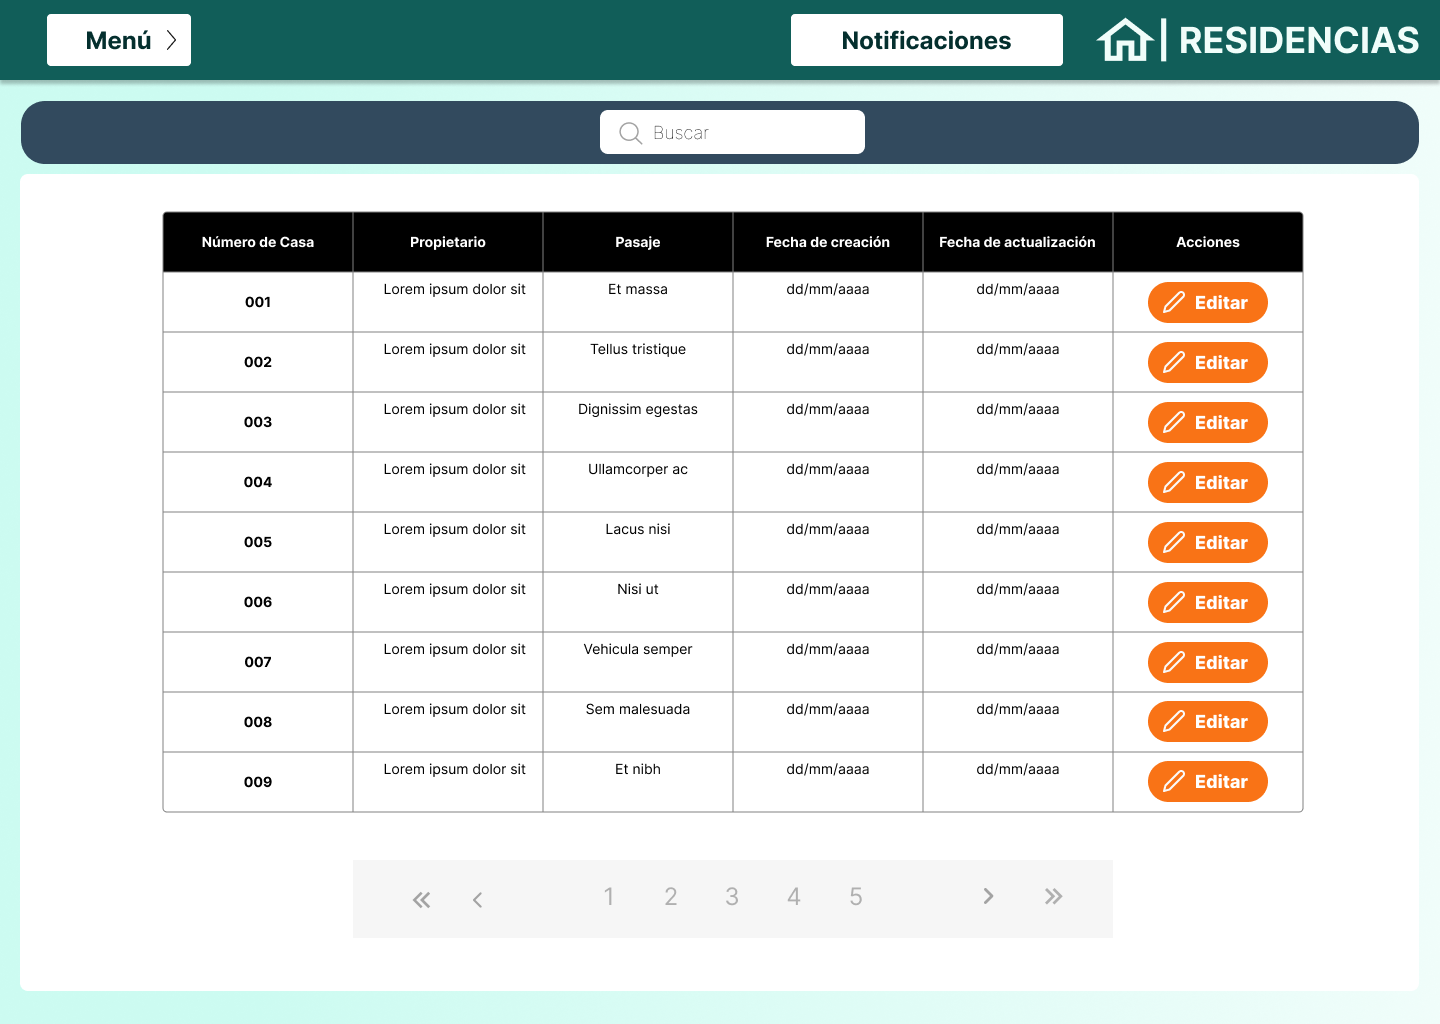 Menú
Notificaciones
RESIDENCIAS
Buscar
Número de Casa Propietario Pasaje Fecha de creación Fecha de actualización Acciones
001 Lorem ipsum dolor sit Et massa dd/mm/aaaa dd/mm/aaaa Editar
002 Lorem ipsum dolor sit Tellus tristique dd/mm/aaaa dd/mm/aaaa Editar
003 Lorem ipsum dolor sit Dignissim egestas dd/mm/aaaa dd/mm/aaaa Editar
004 Lorem ipsum dolor sit Ullamcorper ac dd/mm/aaaa dd/mm/aaaa Editar
005 Lorem ipsum dolor sit Lacus nisi dd/mm/aaaa dd/mm/aaaa Editar
006 Lorem ipsum dolor sit Nisi ut dd/mm/aaaa dd/mm/aaaa Editar
007 Lorem ipsum dolor sit Vehicula semper dd/mm/aaaa dd/mm/aaaa Editar
008 Lorem ipsum dolor sit Sem malesuada dd/mm/aaaa dd/mm/aaaa Editar
009 Lorem ipsum dolor sit Et nibh dd/mm/aaaa dd/mm/aaaa Editar
1 2 3 4 5